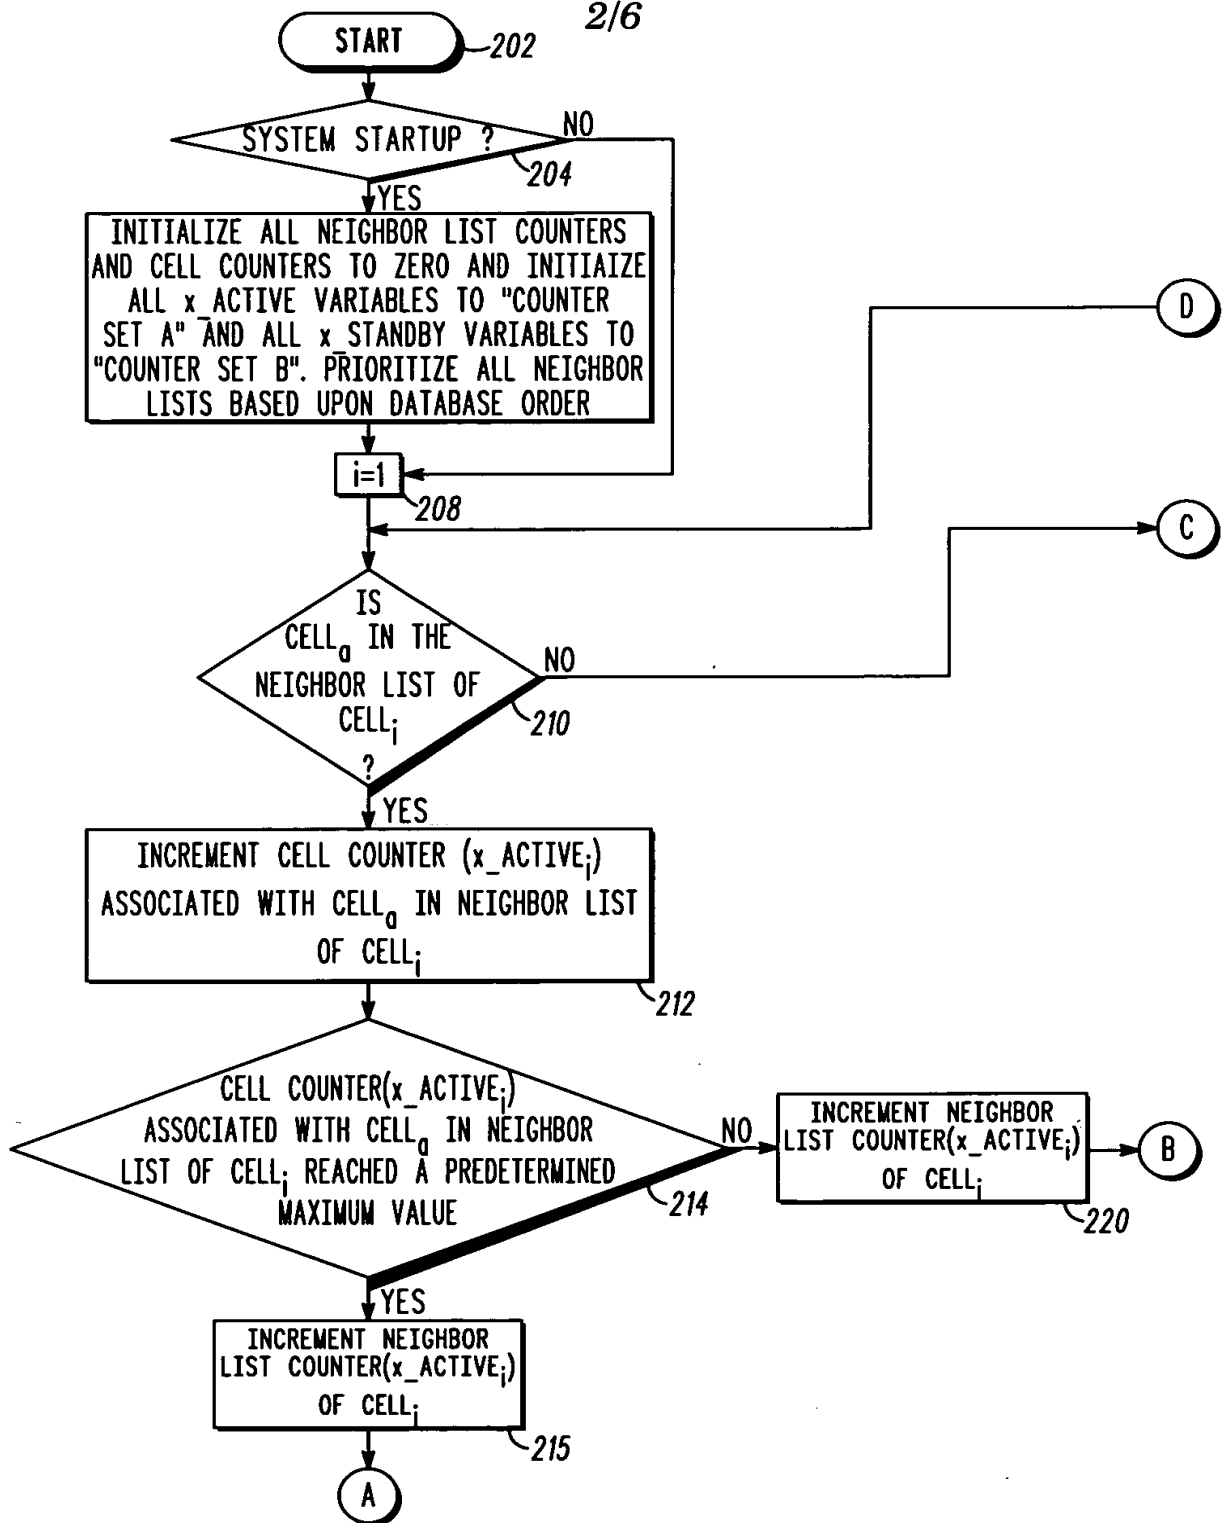 2/6
START
202
SYSTEM STARTUP ?
NO
204
YES
INITIALIZE ALL NEIGHBOR LIST COUNTERS
AND CELL COUNTERS TO ZERO AND INITIAIZE
ALL x_ACTIVE VARIABLES TO "COUNTER
SET A" AND ALL x_STANDBY VARIABLES TO
"COUNTER SET B". PRIORITIZE ALL NEIGHBOR
LISTS BASED UPON DATABASE ORDER
D
i=1
208
C
IS
CELLa IN THE
NEIGHBOR LIST OF
CELLi
?
NO
210
YES
INCREMENT CELL COUNTER (x_ACTIVEi)
ASSOCIATED WITH CELLa IN NEIGHBOR LIST
OF CELLi
212
CELL COUNTER(x_ACTIVEi)
ASSOCIATED WITH CELLa IN NEIGHBOR
LIST OF CELLi REACHED A PREDETERMINED
MAXIMUM VALUE
NO
214
INCREMENT NEIGHBOR
LIST COUNTER(x_ACTIVEi)
OF CELLi
220
B
YES
INCREMENT NEIGHBOR
LIST COUNTER(x_ACTIVEi)
OF CELLi
215
A